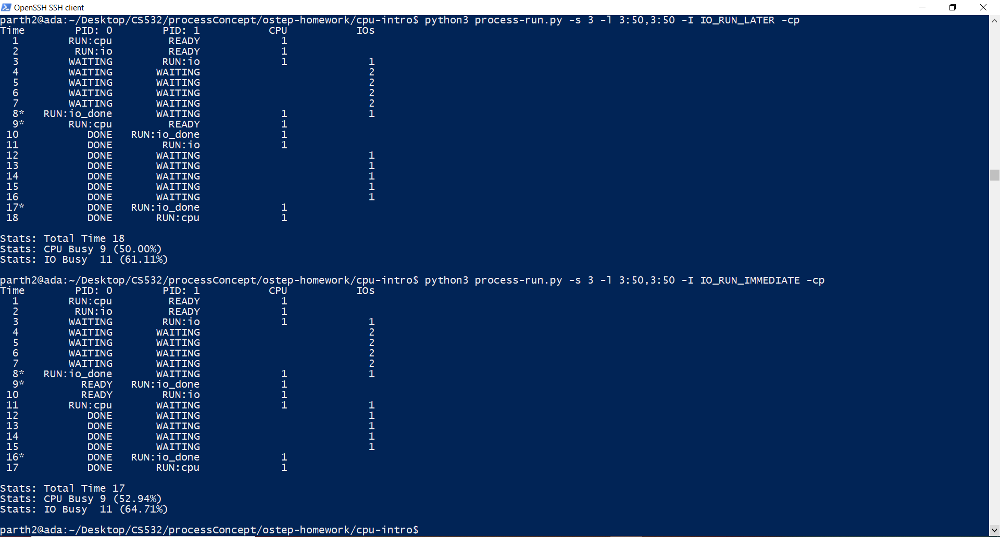 OpenSSH SSH client
parth2@ada:~/Desktop/CS532/processConcept/ostep-homework/cpu-intro$ python3 process-run.py -s 3 -l 3:50,3:50 -I IO_RUN_LATER -cp
Time        PID: 0        PID: 1           CPU           IOs
  1        RUN:cpu         READY             1
  2         RUN:io         READY             1
  3        WAITING        RUN:io             1             1
  4        WAITING       WAITING                           2
  5        WAITING       WAITING                           2
  6        WAITING       WAITING                           2
  7        WAITING       WAITING                           2
  8*   RUN:io_done       WAITING             1             1
  9*       RUN:cpu         READY             1
 10           DONE   RUN:io_done             1
 11           DONE        RUN:io             1
 12           DONE       WAITING                           1
 13           DONE       WAITING                           1
 14           DONE       WAITING                           1
 15           DONE       WAITING                           1
 16           DONE       WAITING                           1
 17*          DONE   RUN:io_done             1
 18           DONE       RUN:cpu             1
Stats: Total Time 18
Stats: CPU Busy 9 (50.00%)
Stats: IO Busy  11 (61.11%)
parth2@ada:~/Desktop/CS532/processConcept/ostep-homework/cpu-intro$ python3 process-run.py -s 3 -l 3:50,3:50 -I IO_RUN_IMMEDIATE -cp
Time        PID: 0        PID: 1           CPU           IOs
  1        RUN:cpu         READY             1
  2         RUN:io         READY             1
  3        WAITING        RUN:io             1             1
  4        WAITING       WAITING                           2
  5        WAITING       WAITING                           2
  6        WAITING       WAITING                           2
  7        WAITING       WAITING                           2
  8*   RUN:io_done       WAITING             1             1
  9*         READY   RUN:io_done             1
 10          READY        RUN:io             1
 11        RUN:cpu       WAITING             1             1
 12           DONE       WAITING                           1
 13           DONE       WAITING                           1
 14           DONE       WAITING                           1
 15           DONE       WAITING                           1
 16*          DONE   RUN:io_done             1
 17           DONE       RUN:cpu             1
Stats: Total Time 17
Stats: CPU Busy 9 (52.94%)
Stats: IO Busy  11 (64.71%)
parth2@ada:~/Desktop/CS532/processConcept/ostep-homework/cpu-intro$